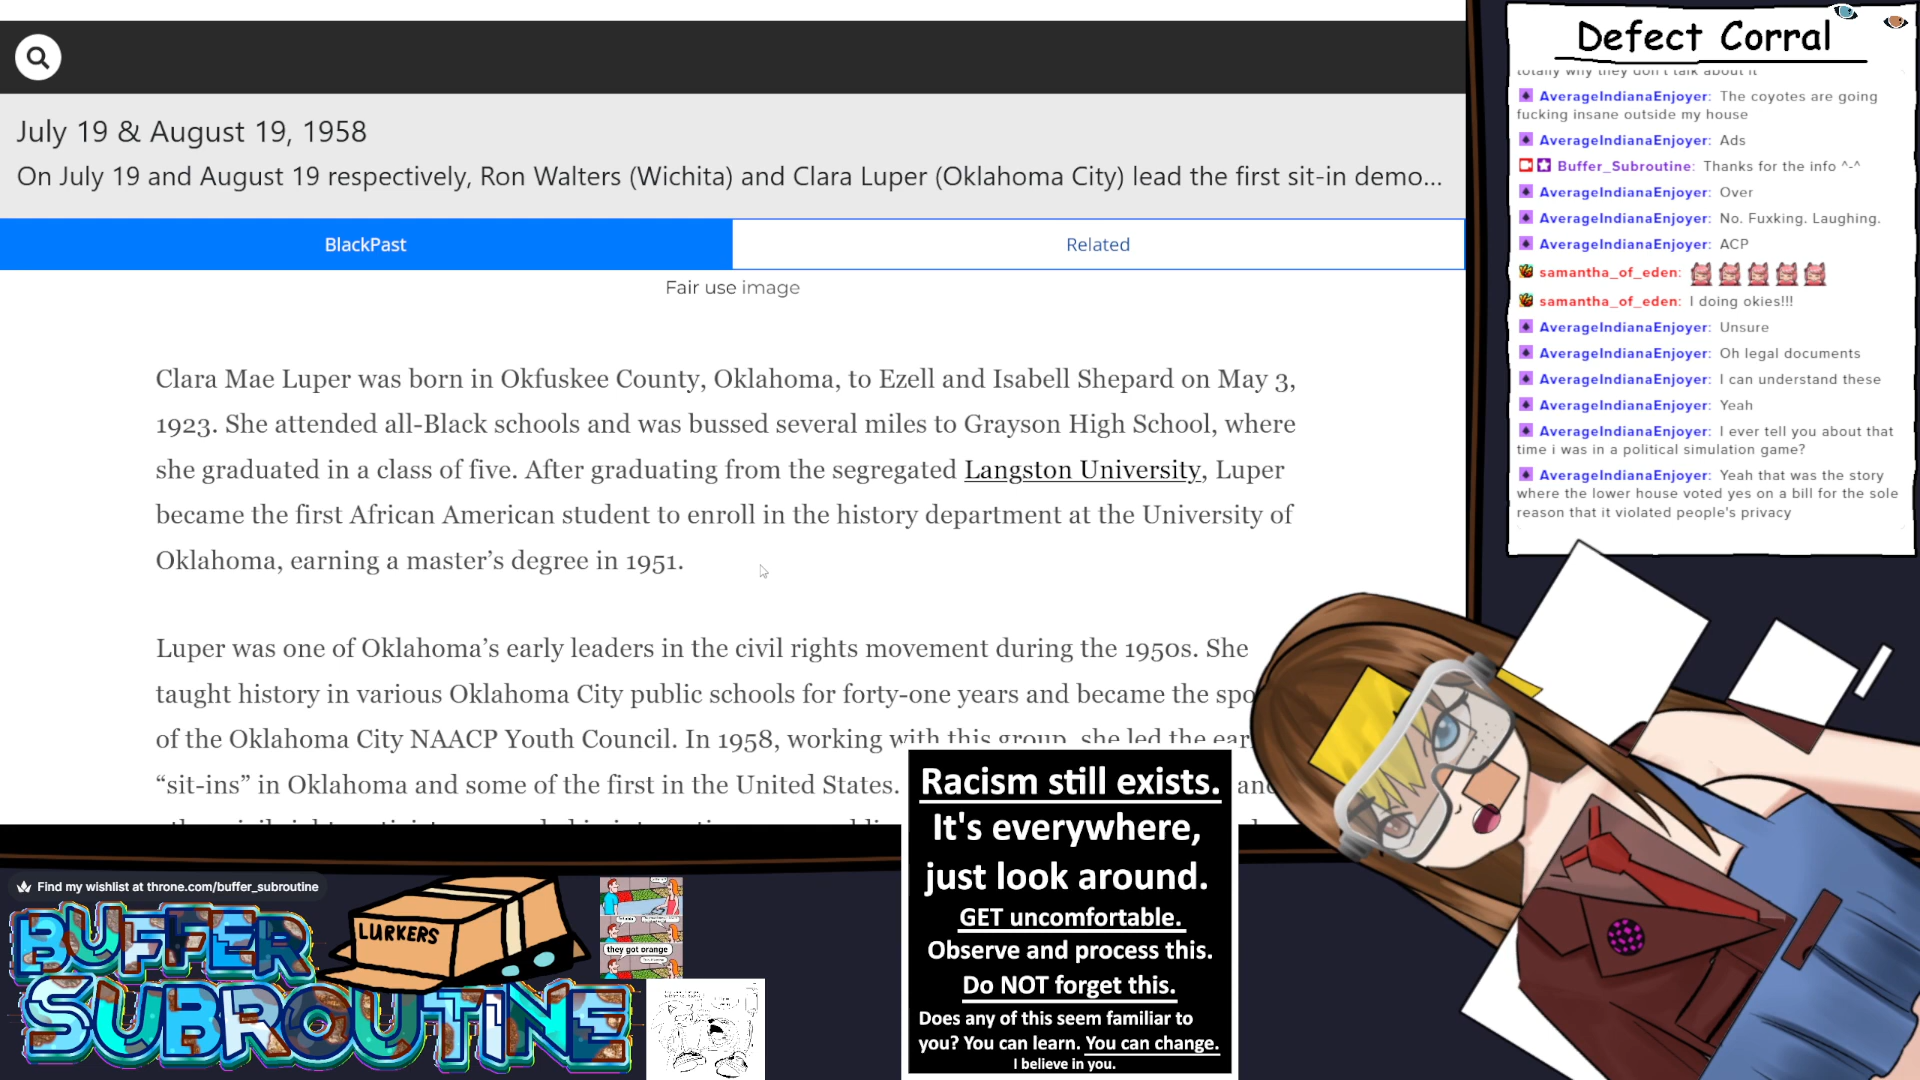 July 19 & August 19, 1958
On July 19 and August 19 respectively, Ron Walters (Wichita) and Clara Luper (Oklahoma City) lead the first sit-in demo...
BlackPast
Related
Fair use image
Clara Mae Luper was born in Okfuskee County, Oklahoma, to Ezell and Isabell Shepard on May 3,
1923. She attended all-Black schools and was bussed several miles to Grayson High School, where
she graduated in a class of five. After graduating from the segregated Langston University, Luper
became the first African American student to enroll in the history department at the University of
Oklahoma, earning a master’s degree in 1951.
Luper was one of Oklahoma’s early leaders in the civil rights movement during the 1950s. She
taught history in various Oklahoma City public schools for forty-one years and became the spo
of the Oklahoma City NAACP Youth Council. In 1958, working with this group, she led the ear
“sit-ins” in Oklahoma and some of the first in the United States. an
Defect Corral
totally why they don't talk about it
AverageIndianaEnjoyer: The coyotes are going
fucking insane outside my house
AverageIndianaEnjoyer: Ads
Buffer_Subroutine: Thanks for the info ^-^
AverageIndianaEnjoyer: Over
AverageIndianaEnjoyer: No. Fuxking. Laughing.
AverageIndianaEnjoyer: ACP
samantha_of_eden:
samantha_of_eden: I doing okies!!!
AverageIndianaEnjoyer: Unsure
AverageIndianaEnjoyer: Oh legal documents
AverageIndianaEnjoyer: I can understand these
AverageIndianaEnjoyer: Yeah
AverageIndianaEnjoyer: I ever tell you about that
time i was in a political simulation game?
AverageIndianaEnjoyer: Yeah that was the story
where the lower house voted yes on a bill for the sole
reason that it violated people's privacy
Find my wishlist at throne.com/buffer_subroutine
BUFFER
SUBROUTINE
LURKERS
they got orange
Racism still exists.
It's everywhere,
just look around.
GET uncomfortable.
Observe and process this.
Do NOT forget this.
Does any of this seem familiar to
you? You can learn. You can change.
I believe in you.